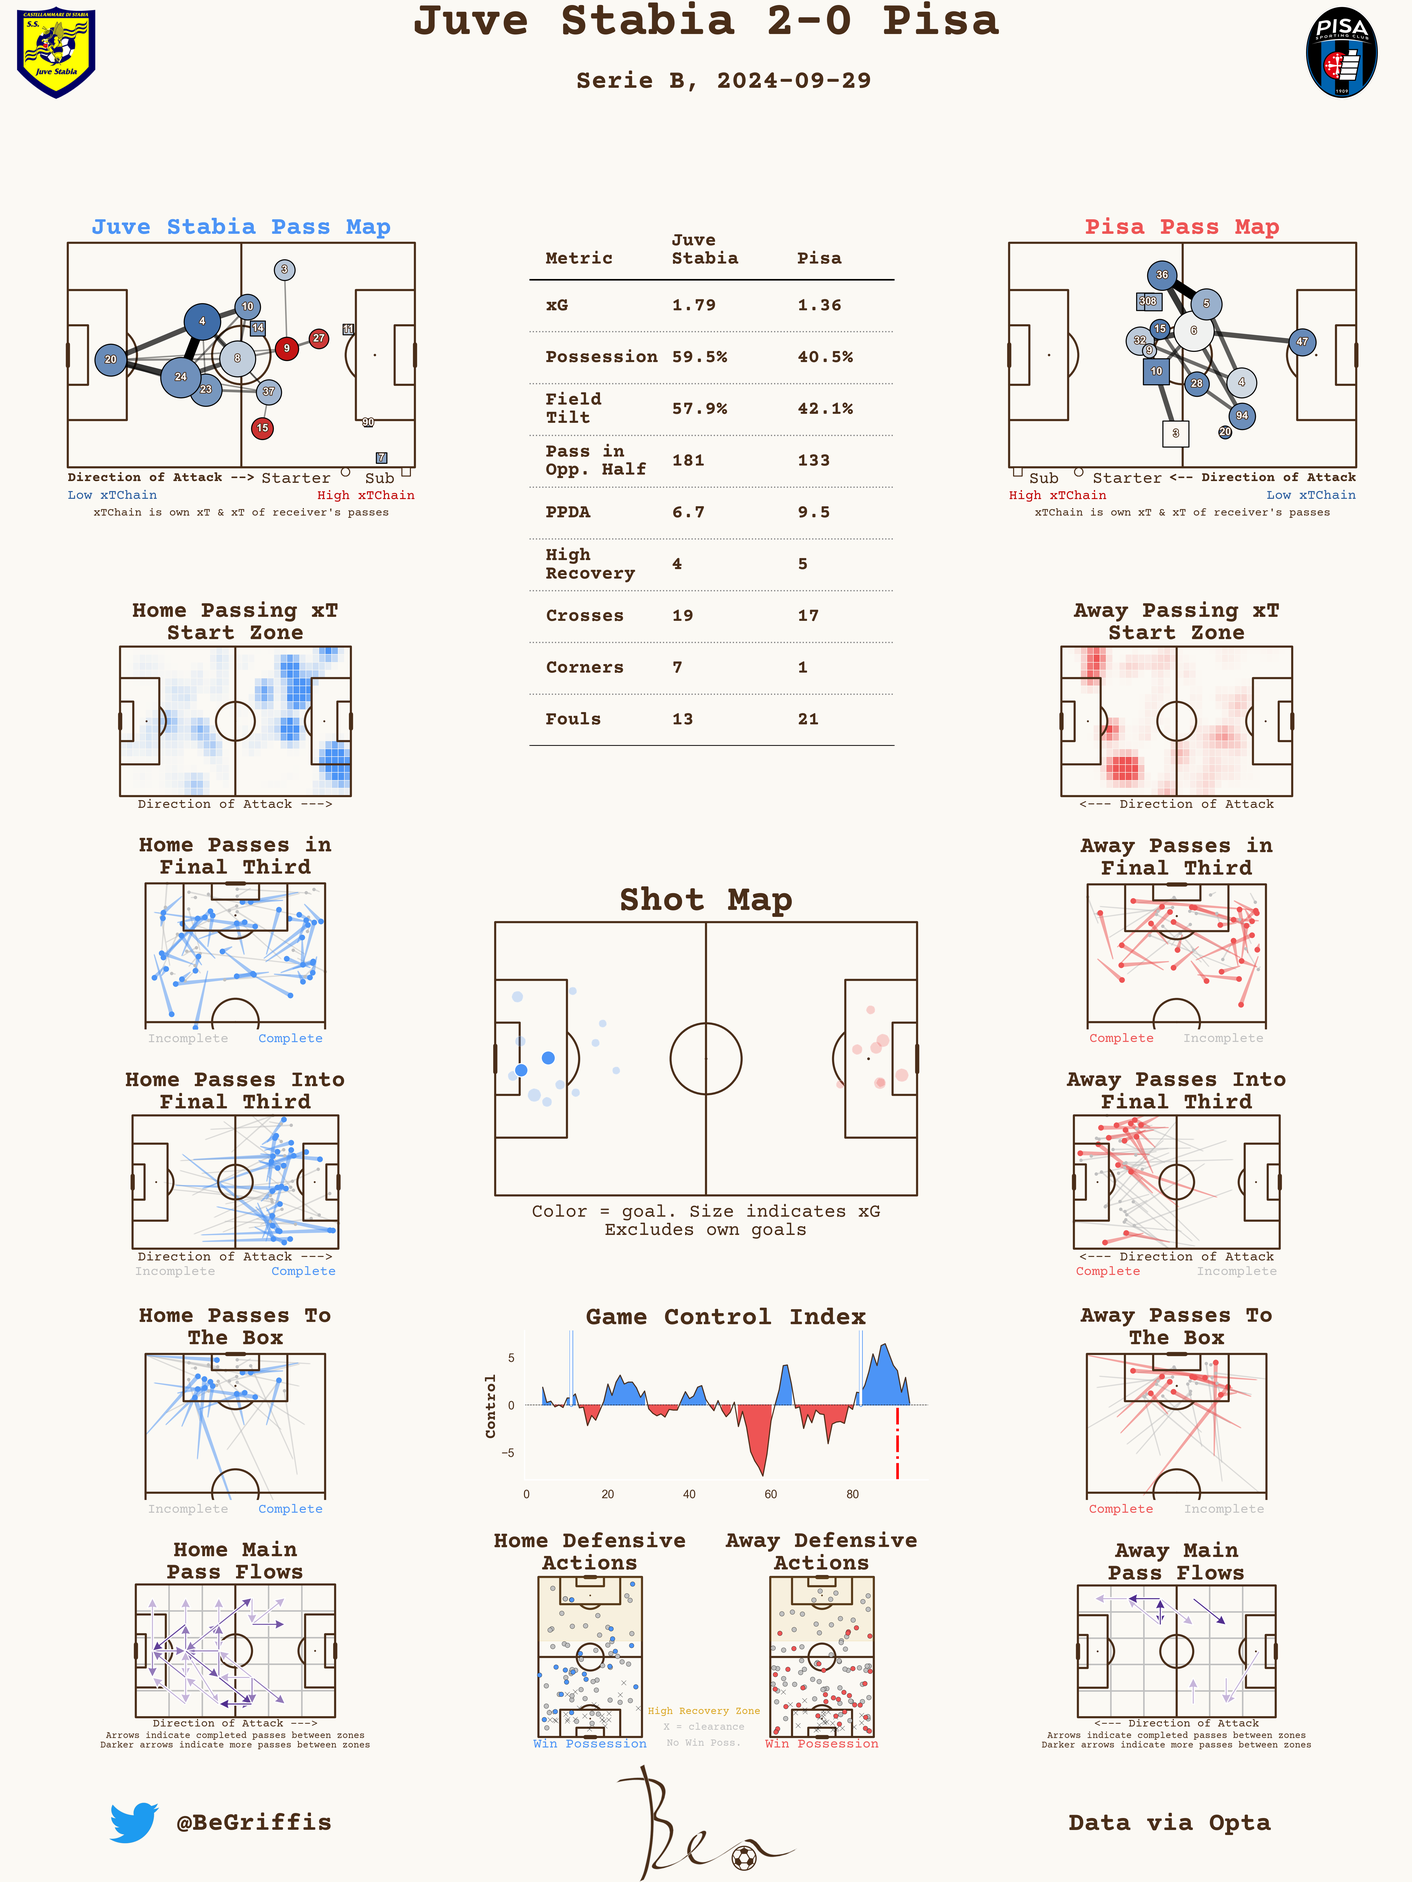 Juve Stabia 2-0 Pisa
Serie B, 2024-09-29
CASTELLAMMARE DI STABIA
S.S.
Juve Stabia
PISA
SPORTING CLUB
1909
Juve Stabia Pass Map
3
10
4
14
11
27
9
20
8
24
23
37
15
90
7
Direction of Attack --> Starter Sub
Low xTChain High xTChain
xTChain is own xT & xT of receiver's passes
Metric Juve Stabia Pisa
xG 1.79 1.36
Possession 59.5% 40.5%
Field Tilt 57.9% 42.1%
Pass in Opp. Half 181 133
PPDA 6.7 9.5
High Recovery 4 5
Crosses 19 17
Corners 7 1
Fouls 13 21
Pisa Pass Map
36
308
5
15
6
32
9
47
10
28
4
94
3
20
Sub Starter <-- Direction of Attack
High xTChain Low xTChain
xTChain is own xT & xT of receiver's passes
Home Passing xT
Start Zone
Direction of Attack --->
Away Passing xT
Start Zone
<--- Direction of Attack
Home Passes in
Final Third
Incomplete Complete
Away Passes in
Final Third
Complete Incomplete
Shot Map
Color = goal. Size indicates xG
Excludes own goals
Home Passes Into
Final Third
Direction of Attack --->
Incomplete Complete
Away Passes Into
Final Third
<--- Direction of Attack
Complete Incomplete
Home Passes To
The Box
Incomplete Complete
Game Control Index
Control
5
0
−5
0 20 40 60 80
Away Passes To
The Box
Complete Incomplete
Home Main
Pass Flows
Direction of Attack --->
Arrows indicate completed passes between zones
Darker arrows indicate more passes between zones
Home Defensive
Actions
Win Possession
High Recovery Zone
X = clearance
No Win Poss.
Away Defensive
Actions
Win Possession
Away Main
Pass Flows
<--- Direction of Attack
Arrows indicate completed passes between zones
Darker arrows indicate more passes between zones
@BeGriffis
Ben
Data via Opta